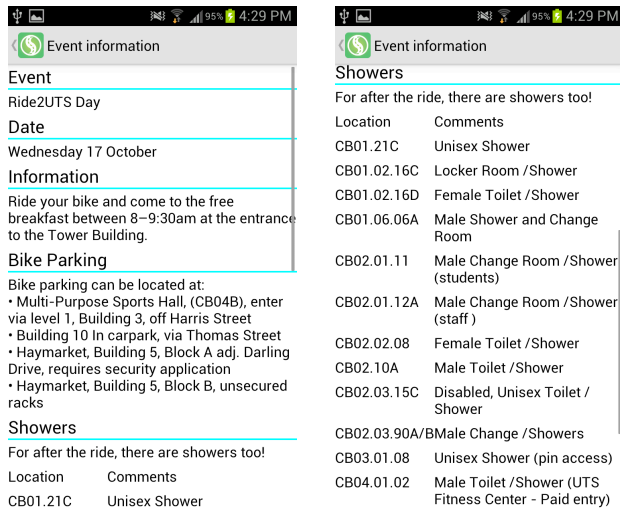 95% 4:29 PM
Event information
Event
Ride2UTS Day
Date
Wednesday 17 October
Information
Ride your bike and come to the free
breakfast between 8–9:30am at the entrance
to the Tower Building.
Bike Parking
Bike parking can be located at:
• Multi-Purpose Sports Hall, (CB04B), enter
via level 1, Building 3, off Harris Street
• Building 10 In carpark, via Thomas Street
• Haymarket, Building 5, Block A adj. Darling
Drive, requires security application
• Haymarket, Building 5, Block B, unsecured
racks
Showers
For after the ride, there are showers too!
Location Comments
CB01.21C Unisex Shower
95% 4:29 PM
Event information
Showers
For after the ride, there are showers too!
Location Comments
CB01.21C Unisex Shower
CB01.02.16C Locker Room /Shower
CB01.02.16D Female Toilet /Shower
CB01.06.06A Male Shower and Change
Room
CB02.01.11 Male Change Room /Shower
(students)
CB02.01.12A Male Change Room /Shower
(staff )
CB02.02.08 Female Toilet /Shower
CB02.10A Male Toilet /Shower
CB02.03.15C Disabled, Unisex Toilet /
Shower
CB02.03.90A/BMale Change /Showers
CB03.01.08 Unisex Shower (pin access)
CB04.01.02 Male Toilet /Shower (UTS
Fitness Center - Paid entry)